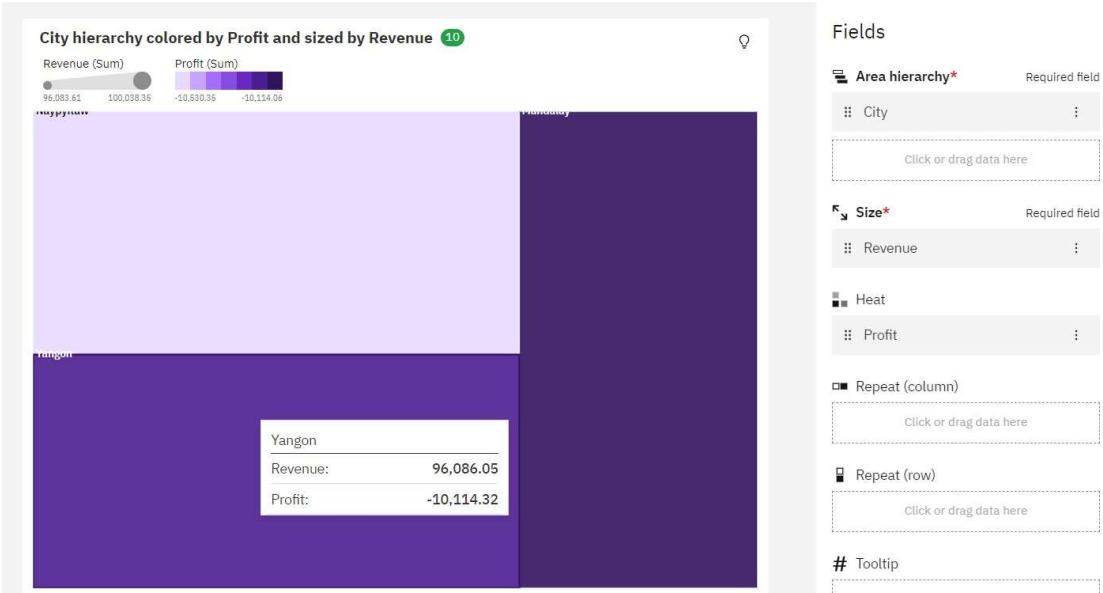 City hierarchy colored by Profit and sized by Revenue 10
Revenue (Sum)
96,083.61 100,038.35
Profit (Sum)
-10,530.35 -10,114.06
Naypyitaw
Mandalay
Yangon
Yangon
Revenue: 96,086.05
Profit: -10,114.32
Fields
Area hierarchy* Required field
City
Click or drag data here
Size* Required field
Revenue
Heat
Profit
Repeat (column)
Click or drag data here
Repeat (row)
Click or drag data here
# Tooltip